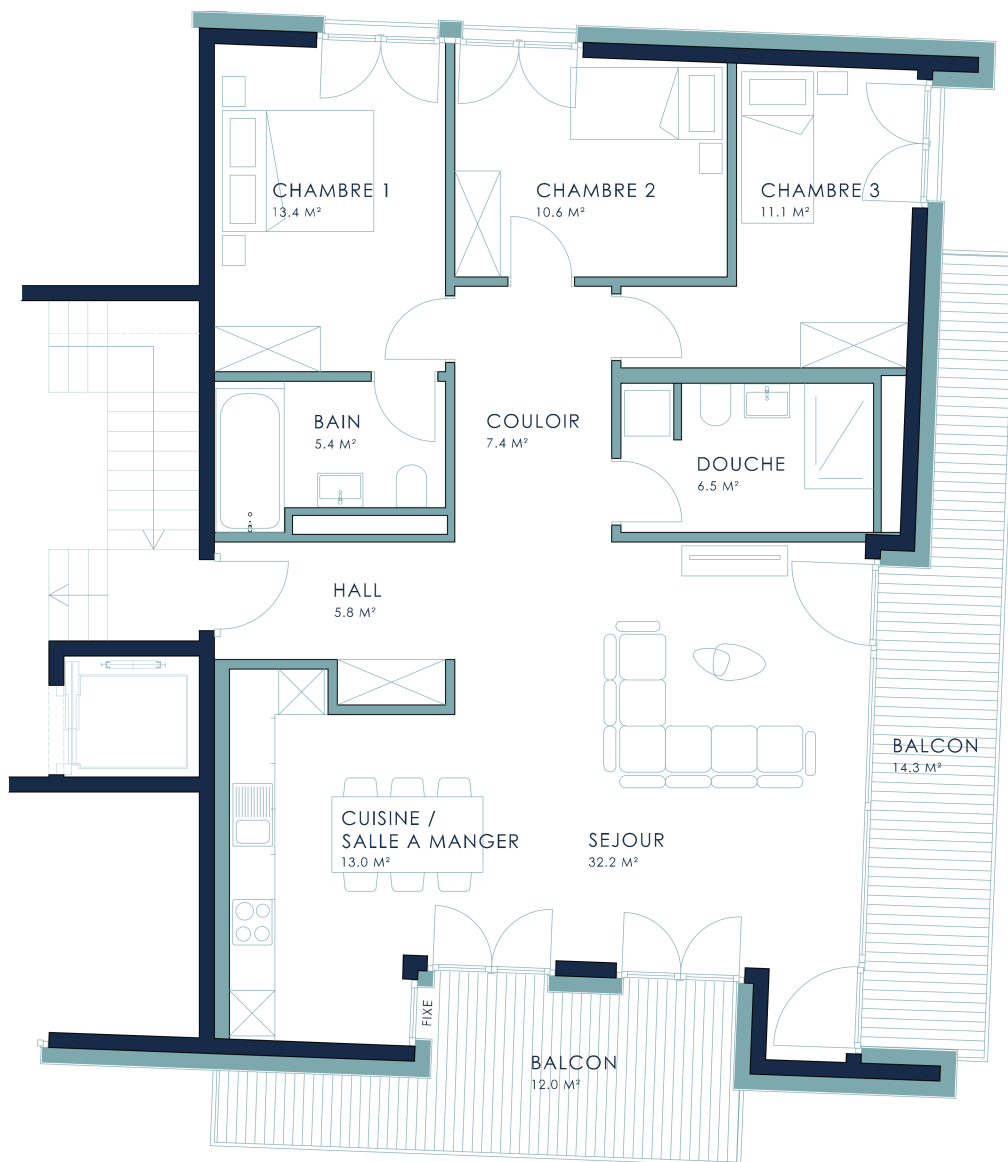 CHAMBRE 1
13.4 M²
CHAMBRE 2
10.6 M²
CHAMBRE 3
11.1 M²
BAIN
5.4 M²
COULOIR
7.4 M²
DOUCHE
6.5 M²
HALL
5.8 M²
BALCON
14.3 M²
CUISINE /
SALLE A MANGER
13.0 M²
SEJOUR
32.2 M²
FIXE
BALCON
12.0 M²